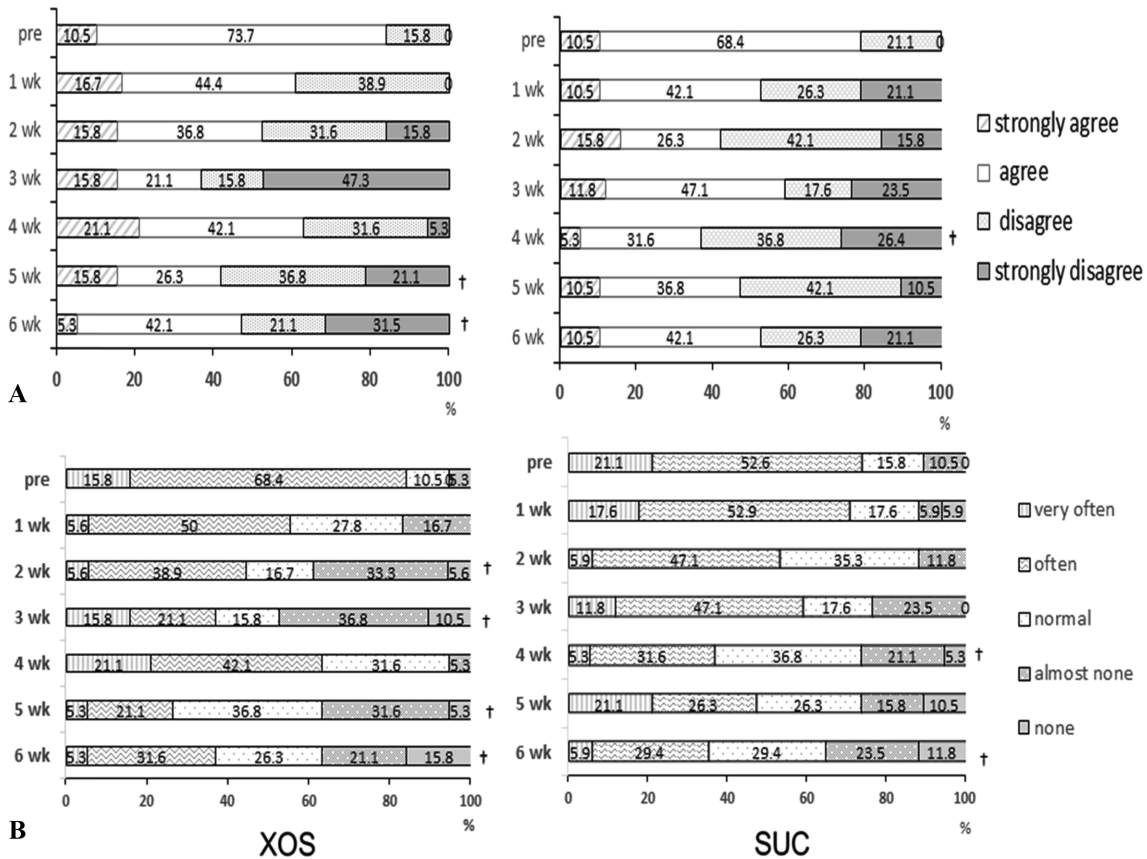 pre 10.5 73.7 15.8 0
1 wk 16.7 44.4 38.9 0
2 wk 15.8 36.8 31.6 15.8
3 wk 15.8 21.1 15.8 47.3
4 wk 21.1 42.1 31.6 5.3
5 wk 15.8 26.3 36.8 21.1 †
6 wk 5.3 42.1 21.1 31.5 †
0 20 40 60 80 100
%
A
pre 10.5 68.4 21.1 0
1 wk 10.5 42.1 26.3 21.1
2 wk 15.8 26.3 42.1 15.8
3 wk 11.8 47.1 17.6 23.5
4 wk 5.3 31.6 36.8 26.4 †
5 wk 10.5 36.8 42.1 10.5
6 wk 10.5 42.1 26.3 21.1
0 20 40 60 80 100
%
strongly agree
agree
disagree
strongly disagree
pre 15.8 68.4 10.5 0 5.3
1 wk 5.6 50 27.8 16.7
2 wk 5.6 38.9 16.7 33.3 5.6 †
3 wk 15.8 21.1 15.8 36.8 10.5 †
4 wk 21.1 42.1 31.6 5.3
5 wk 5.3 21.1 36.8 31.6 5.3 †
6 wk 5.3 31.6 26.3 21.1 15.8 †
0 20 40 60 80 100
%
B
XOS
pre 21.1 52.6 15.8 10.5 0
1 wk 17.6 52.9 17.6 5.9 5.9
2 wk 5.9 47.1 35.3 11.8
3 wk 11.8 47.1 17.6 23.5 0
4 wk 5.3 31.6 36.8 21.1 5.3 †
5 wk 21.1 26.3 26.3 15.8 10.5
6 wk 5.9 29.4 29.4 23.5 11.8 †
0 20 40 60 80 100
%
SUC
very often
often
normal
almost none
none